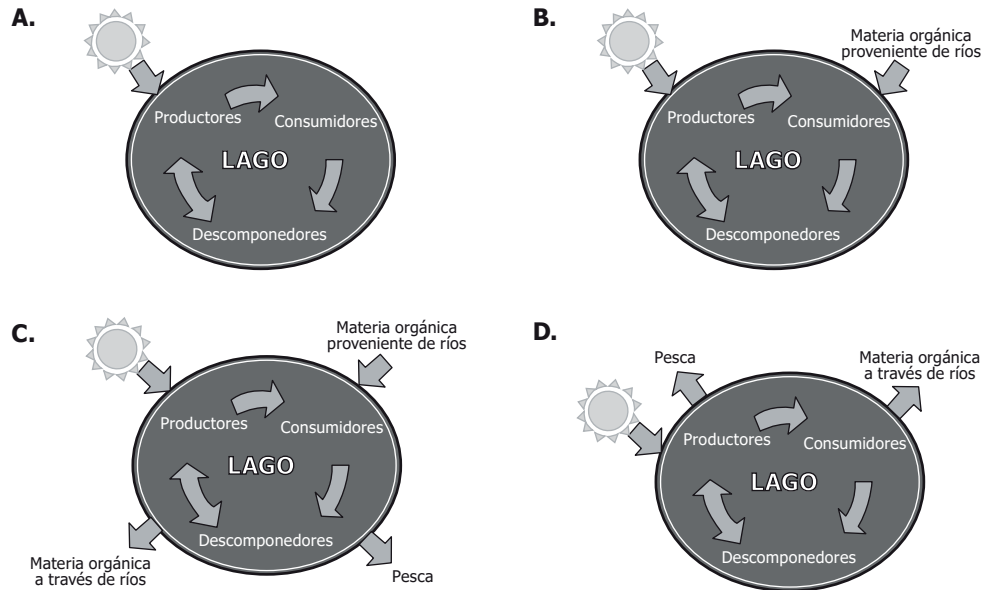 A.
Productores
Consumidores
LAGO
Descomponedores
B.
Materia orgánica
proveniente de ríos
Productores
Consumidores
LAGO
Descomponedores
C.
Materia orgánica
proveniente de ríos
Productores
Consumidores
LAGO
Descomponedores
Materia orgánica
a través de ríos
Pesca
D.
Pesca
Materia orgánica
a través de ríos
Productores
Consumidores
LAGO
Descomponedores